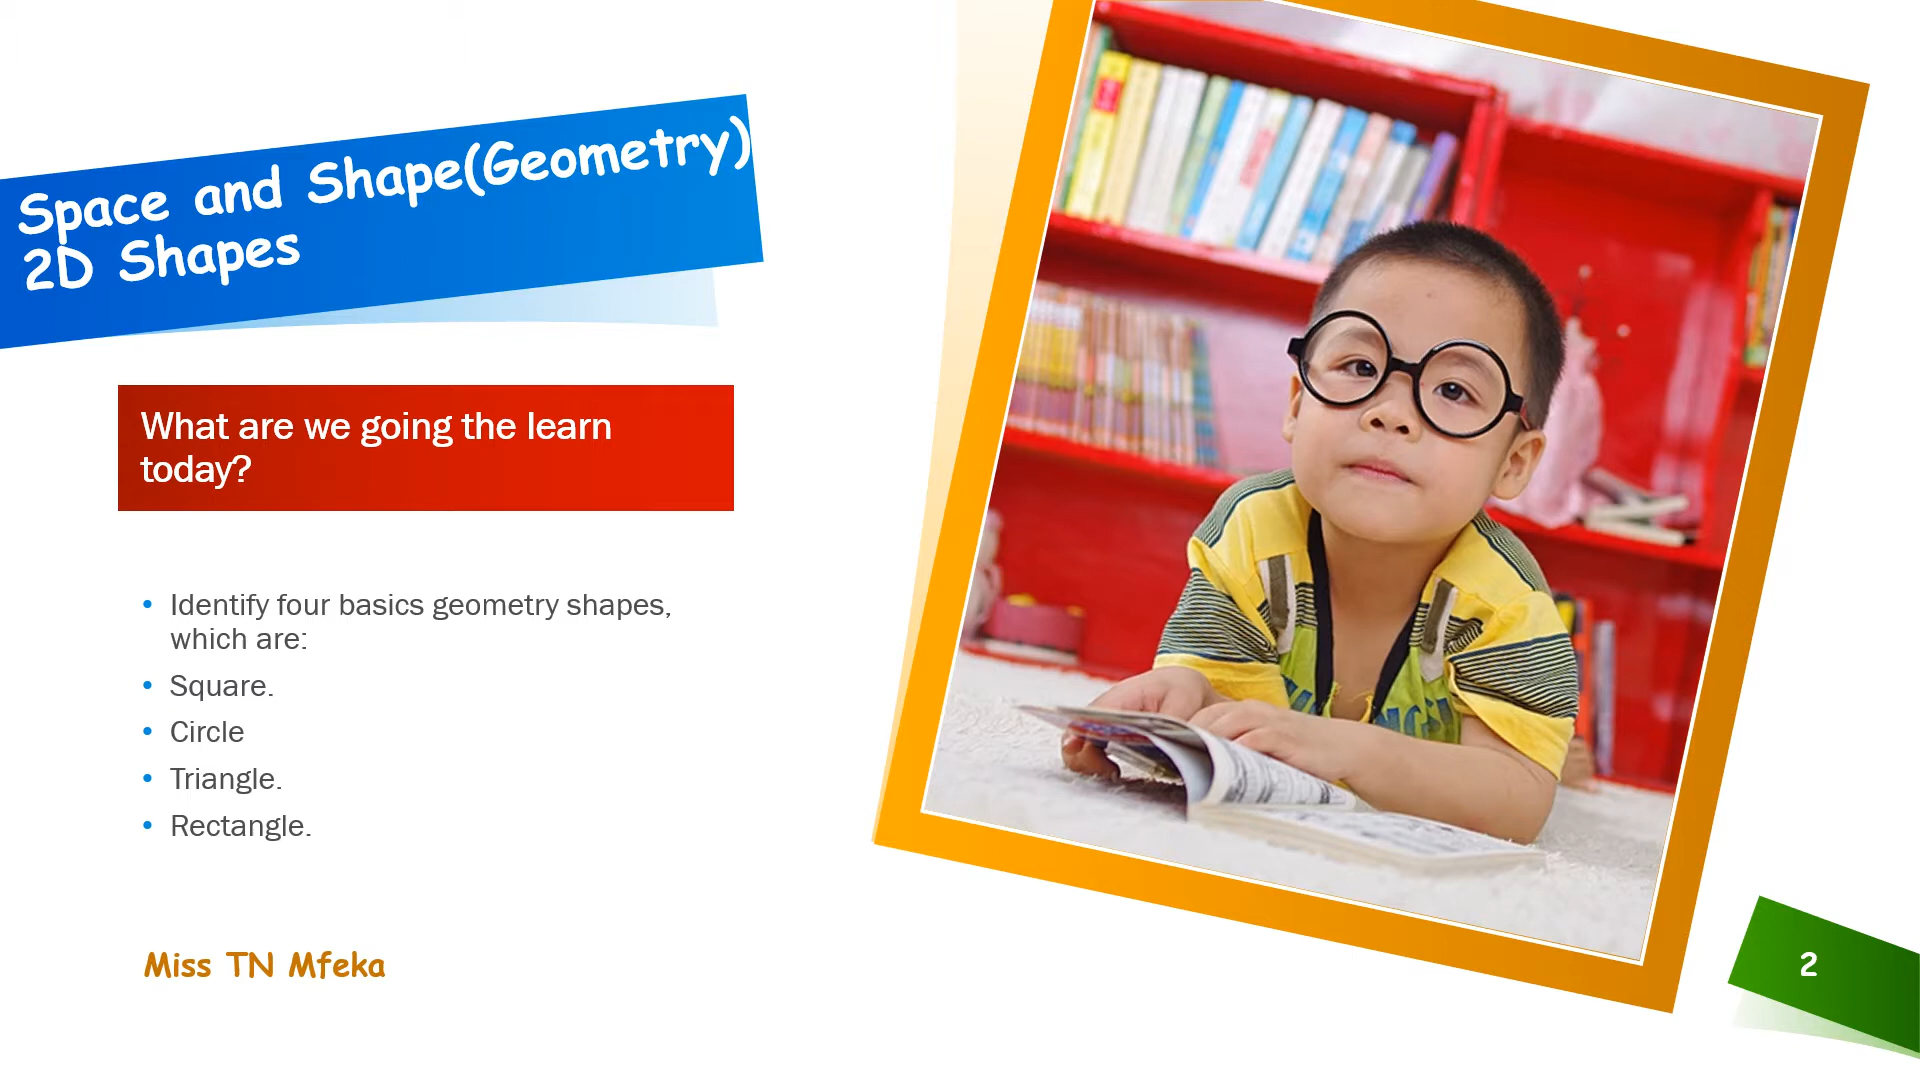 Space and Shape(Geometry)
2D Shapes
What are we going the learn
today?
• Identify four basics geometry shapes,
which are:
• Square.
• Circle
• Triangle.
• Rectangle.
Miss TN Mfeka
2